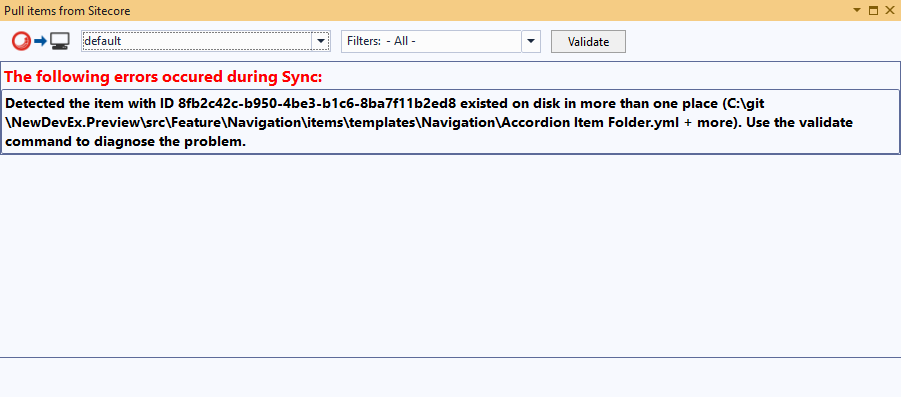 Pull items from Sitecore
default
Filters: - All -
Validate
The following errors occured during Sync:
Detected the item with ID 8fb2c42c-b950-4be3-b1c6-8ba7f11b2ed8 existed on disk in more than one place (C:\git
\NewDevEx.Preview\src\Feature\Navigation\items\templates\Navigation\Accordion Item Folder.yml + more). Use the validate
command to diagnose the problem.